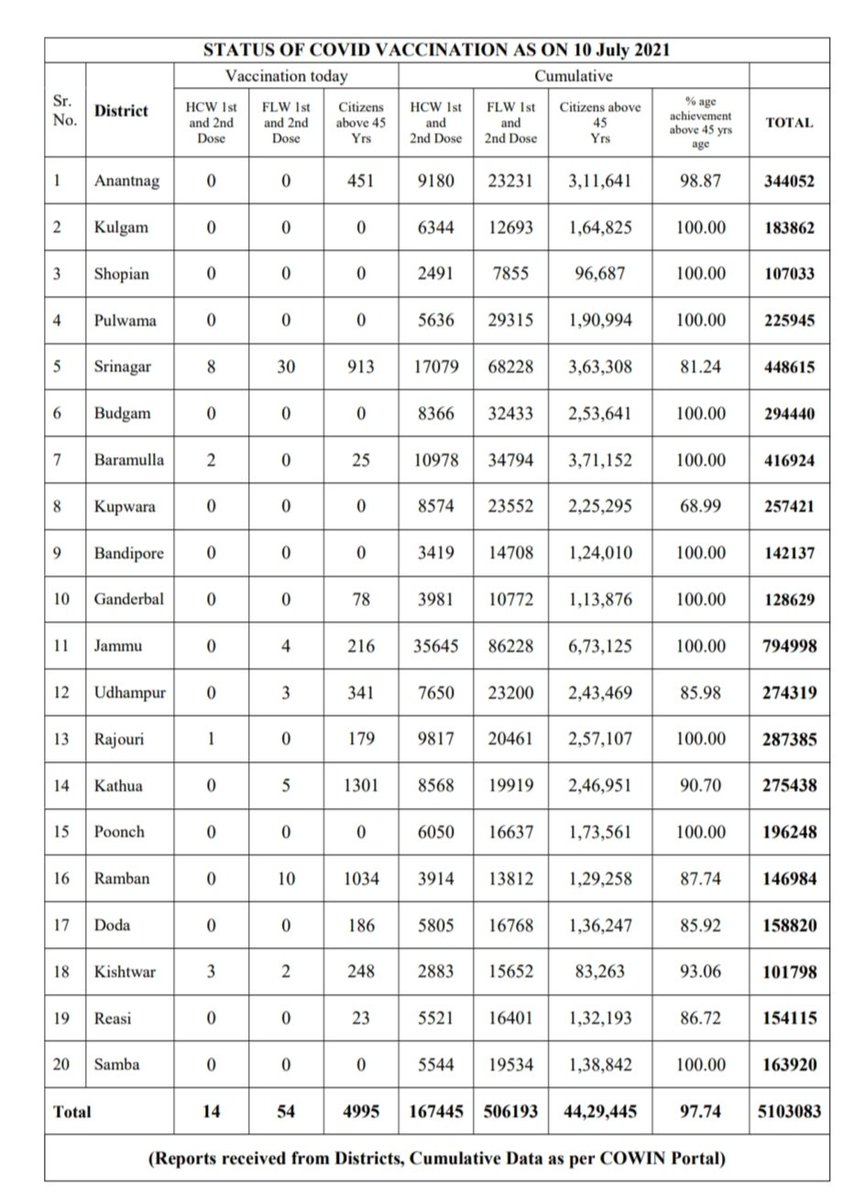 STATUS OF COVID VACCINATION AS ON 10 July 2021
Sr. No. District Vaccination today Cumulative
HCW 1st and 2nd Dose FLW 1st and 2nd Dose Citizens above 45 Yrs HCW 1st and 2nd Dose FLW 1st and 2nd Dose Citizens above 45 Yrs % age achievement above 45 yrs age TOTAL
1 Anantnag 0 0 451 9180 23231 3,11,641 98.87 344052
2 Kulgam 0 0 0 6344 12693 1,64,825 100.00 183862
3 Shopian 0 0 0 2491 7855 96,687 100.00 107033
4 Pulwama 0 0 0 5636 29315 1,90,994 100.00 225945
5 Srinagar 8 30 913 17079 68228 3,63,308 81.24 448615
6 Budgam 0 0 0 8366 32433 2,53,641 100.00 294440
7 Baramulla 2 0 25 10978 34794 3,71,152 100.00 416924
8 Kupwara 0 0 0 8574 23552 2,25,295 68.99 257421
9 Bandipore 0 0 0 3419 14708 1,24,010 100.00 142137
10 Ganderbal 0 0 78 3981 10772 1,13,876 100.00 128629
11 Jammu 0 4 216 35645 86228 6,73,125 100.00 794998
12 Udhampur 0 3 341 7650 23200 2,43,469 85.98 274319
13 Rajouri 1 0 179 9817 20461 2,57,107 100.00 287385
14 Kathua 0 5 1301 8568 19919 2,46,951 90.70 275438
15 Poonch 0 0 0 6050 16637 1,73,561 100.00 196248
16 Ramban 0 10 1034 3914 13812 1,29,258 87.74 146984
17 Doda 0 0 186 5805 16768 1,36,247 85.92 158820
18 Kishtwar 3 2 248 2883 15652 83,263 93.06 101798
19 Reasi 0 0 23 5521 16401 1,32,193 86.72 154115
20 Samba 0 0 0 5544 19534 1,38,842 100.00 163920
Total 14 54 4995 167445 506193 44,29,445 97.74 5103083
(Reports received from Districts, Cumulative Data as per COWIN Portal)